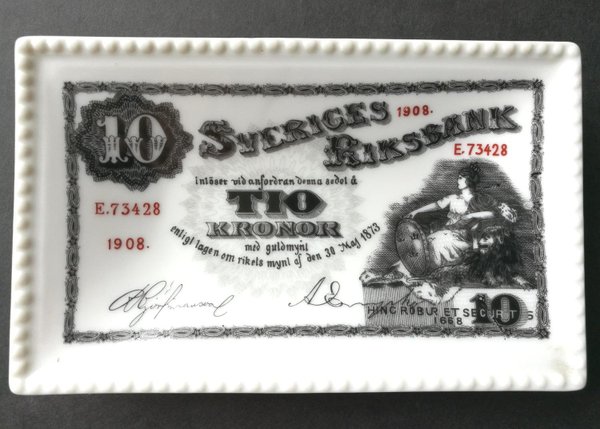 10
SVERIGES 1908.
RIKSBANK
E.73428
inlöser vid anfordran denna sedel å
E.73428
TIO
KRONOR
1908.
med guldmynt
enligt lagen om rikets mynt af den 30 Maj 1873
HINC ROBUR ET SECURITAS
1668
10